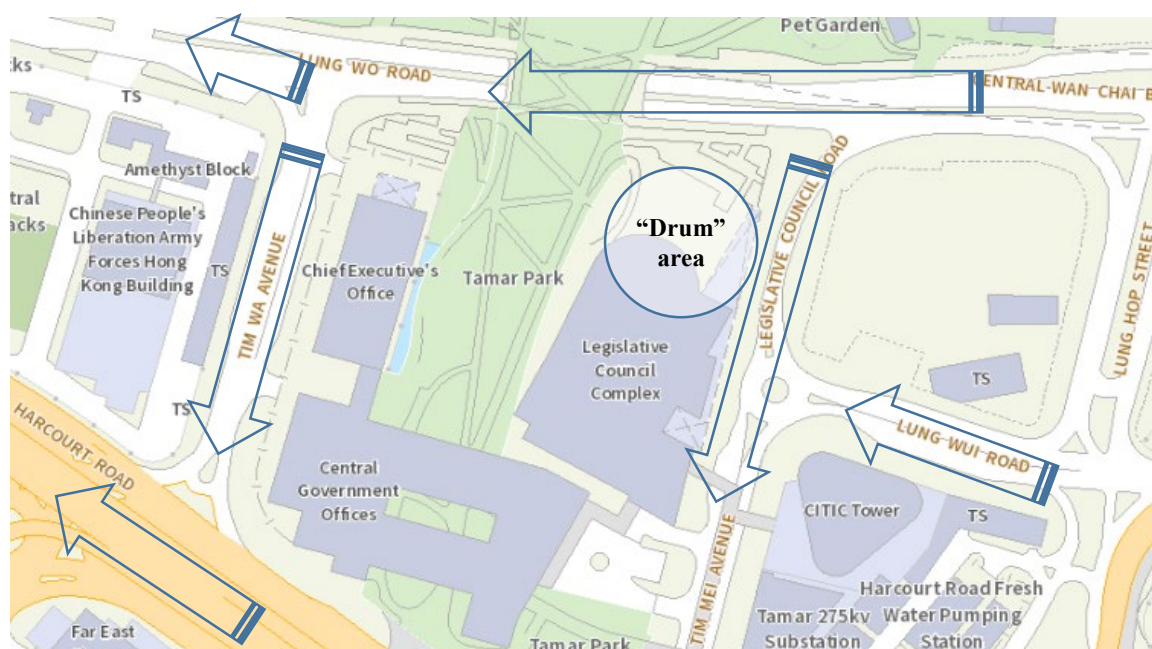 Pet Garden
LUNG WO ROAD
ENTRAL-WAN CHAI B
cks
TS
Amethyst Block
tral
acks
Chinese People's
Liberation Army
Forces Hong
Kong Building
TS
TIM WA AVENUE
Chief Executive's
Office
Tamar Park
“Drum”
area
LEGISLATIVE COUNCIL ROAD
LUNG HOP STREET
Legislative
Council
Complex
TS
TS
HARCOURT ROAD
LUNG WUI ROAD
Central
Government
Offices
CITIC Tower
TS
TIM MEI AVENUE
Harcourt Road Fresh
Water Pumping
Station
Tamar 275kv
Substation
Far East
Tamar Park